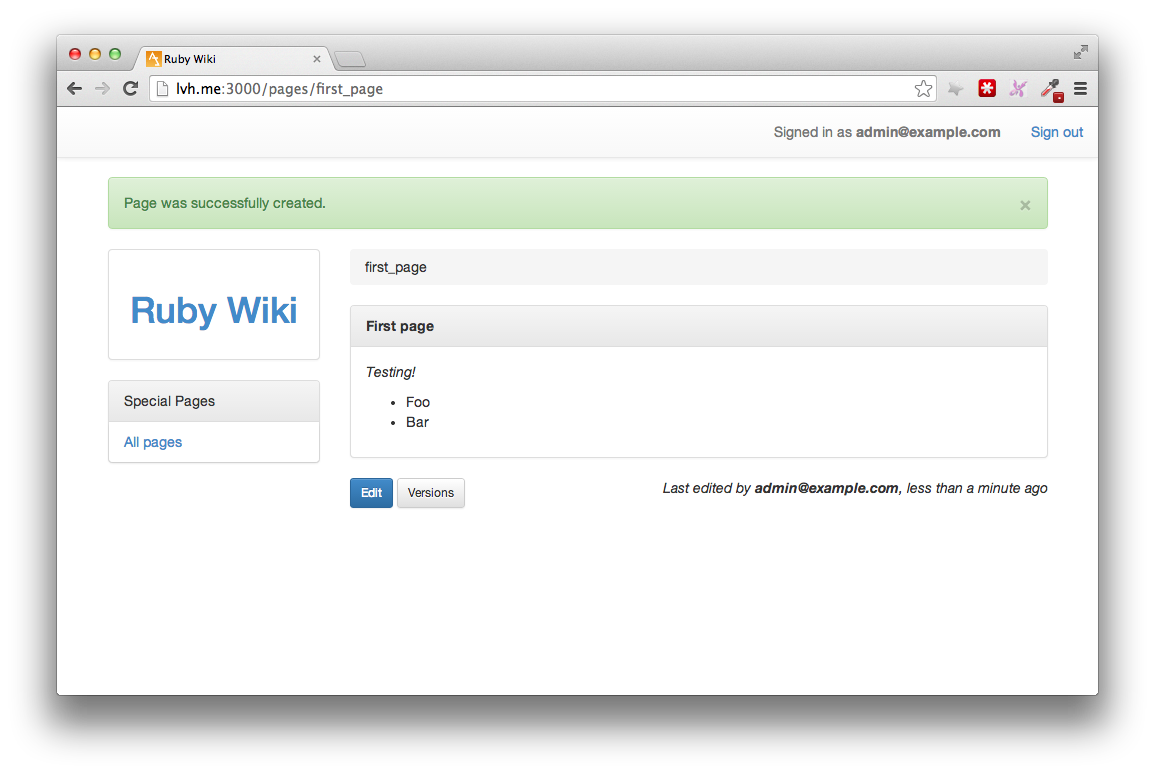 Ruby Wiki
lvh.me:3000/pages/first_page
Signed in as admin@example.com Sign out
Page was successfully created. ×
Ruby Wiki
Special Pages
All pages
first_page
First page
Testing!
• Foo
• Bar
Edit Versions Last edited by admin@example.com, less than a minute ago